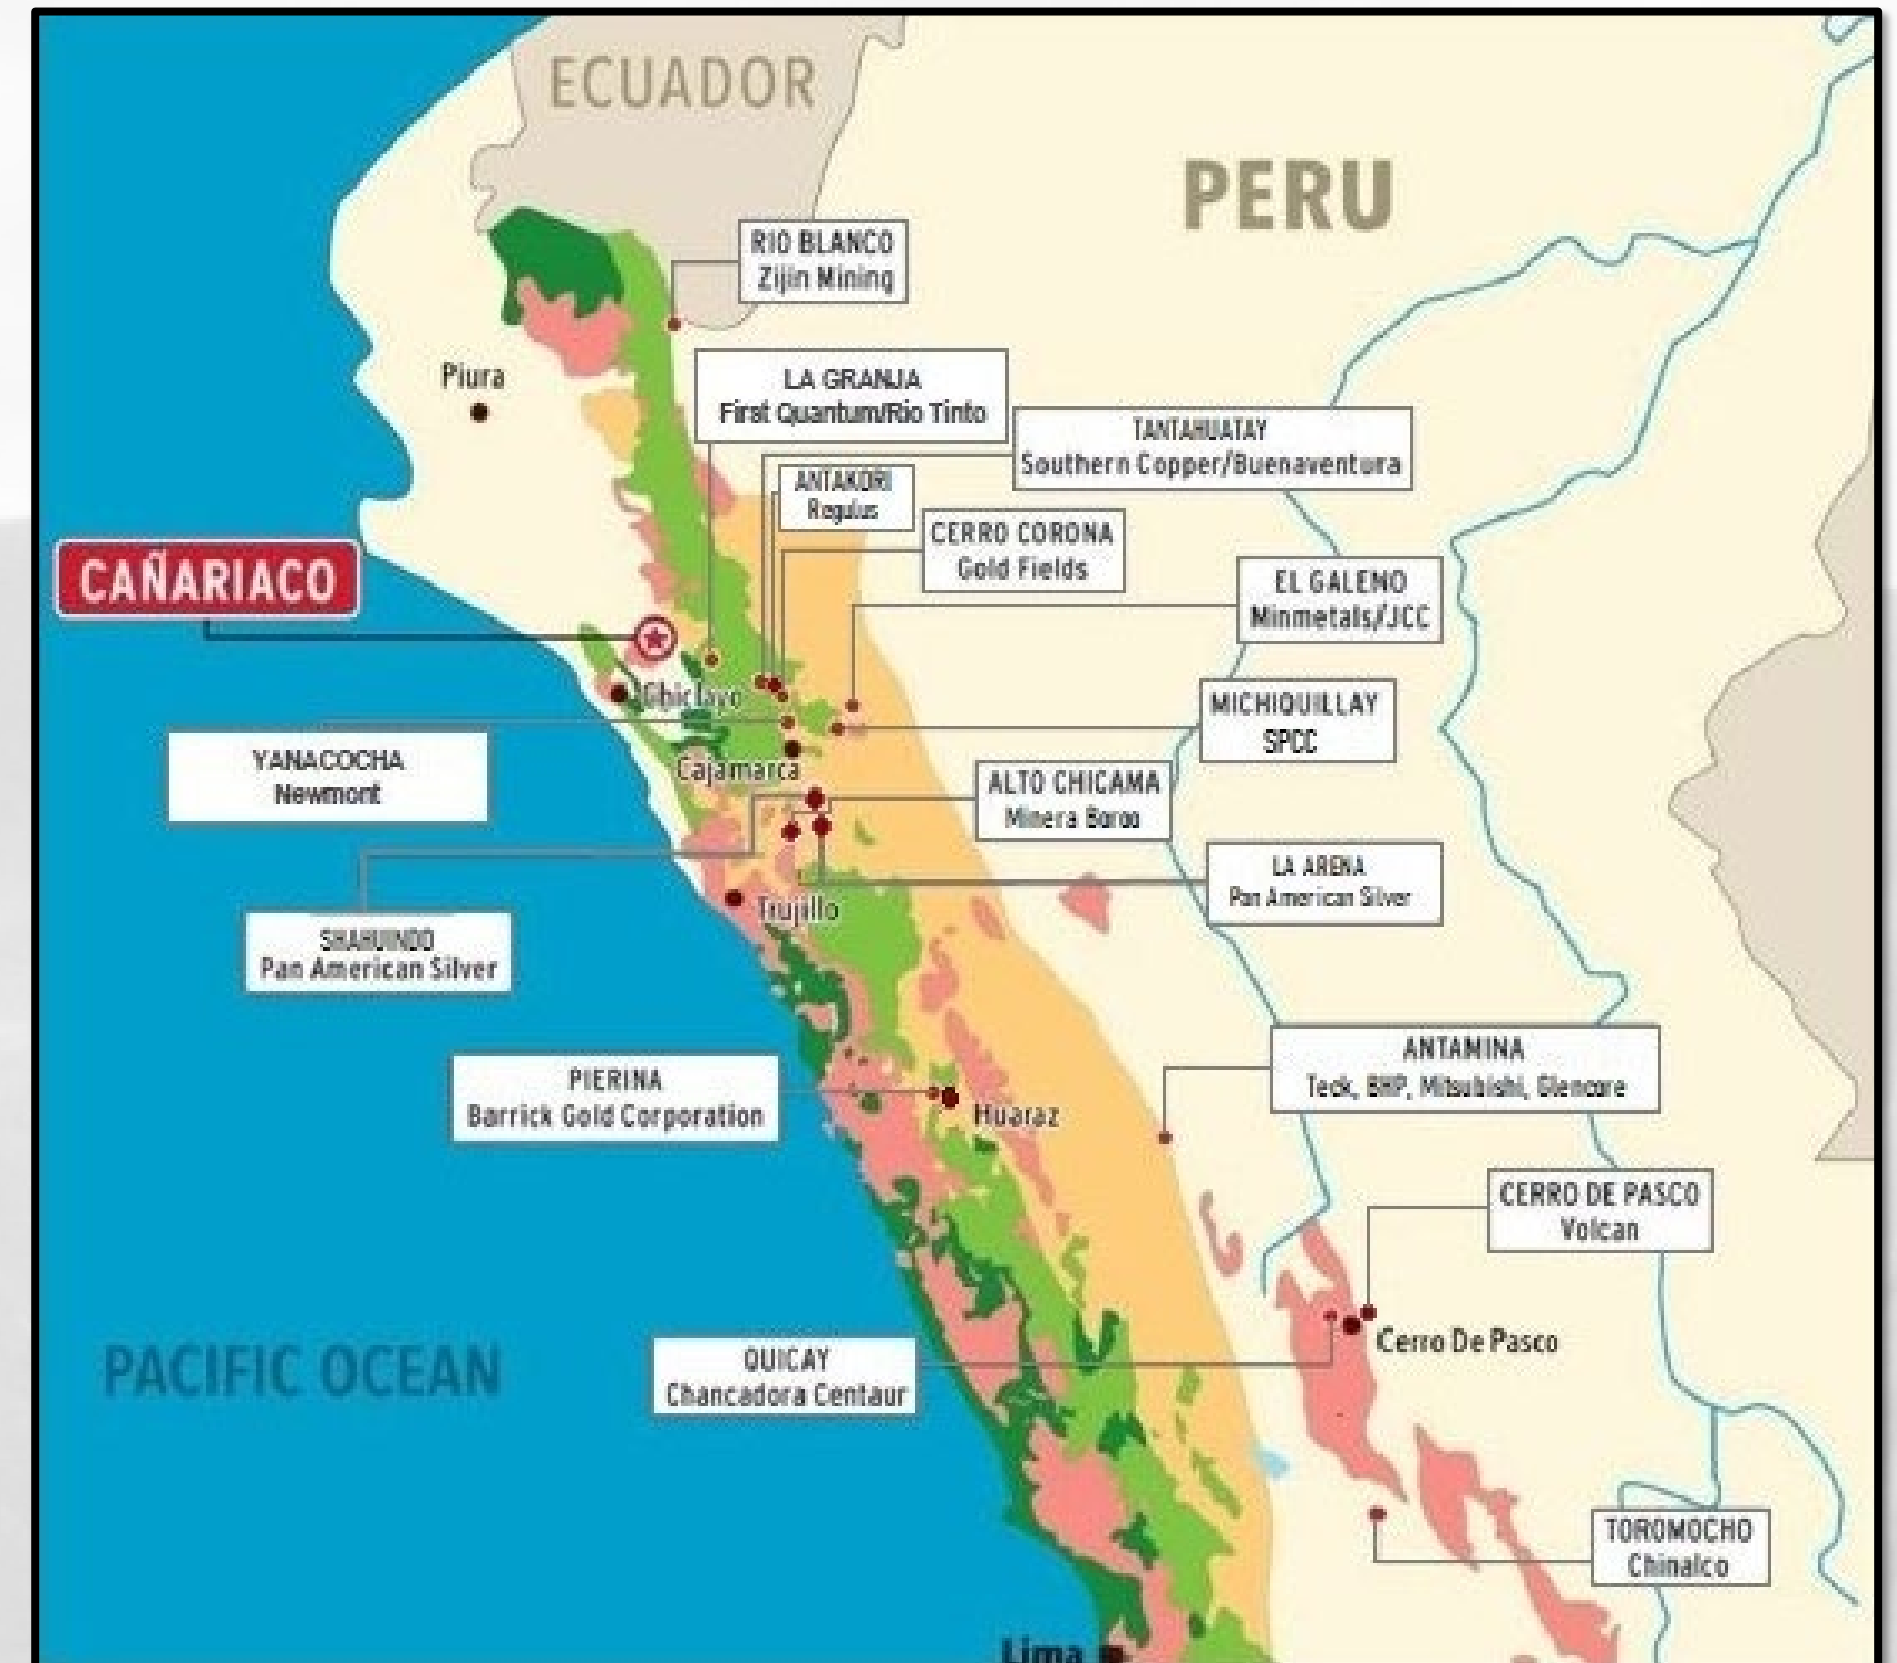 ECUADOR
PERU
RIO BLANCO
Zijin Mining
Piura
LA GRANJA
First Quantum/Rio Tinto
TANTAHUATAY
Southern Copper/Buenaventura
ANTAKORI
Regulus
CERRO CORONA
Gold Fields
CAÑARIACO
EL GALENO
Minmetals/JCC
Chiclayo
MICHIQUILLAY
SPCC
YANACOCHA
Newmont
Cajamarca
ALTO CHICAMA
Minera Boroo
LA ARENA
Pan American Silver
Trujillo
SHAHUINDO
Pan American Silver
ANTAMINA
Teck, BHP, Mitsubishi, Glencore
PIERINA
Barrick Gold Corporation
Huaraz
CERRO DE PASCO
Volcan
Cerro De Pasco
PACIFIC OCEAN
QUICAY
Chancadora Centaur
TOROMOCHO
Chinalco
Lima